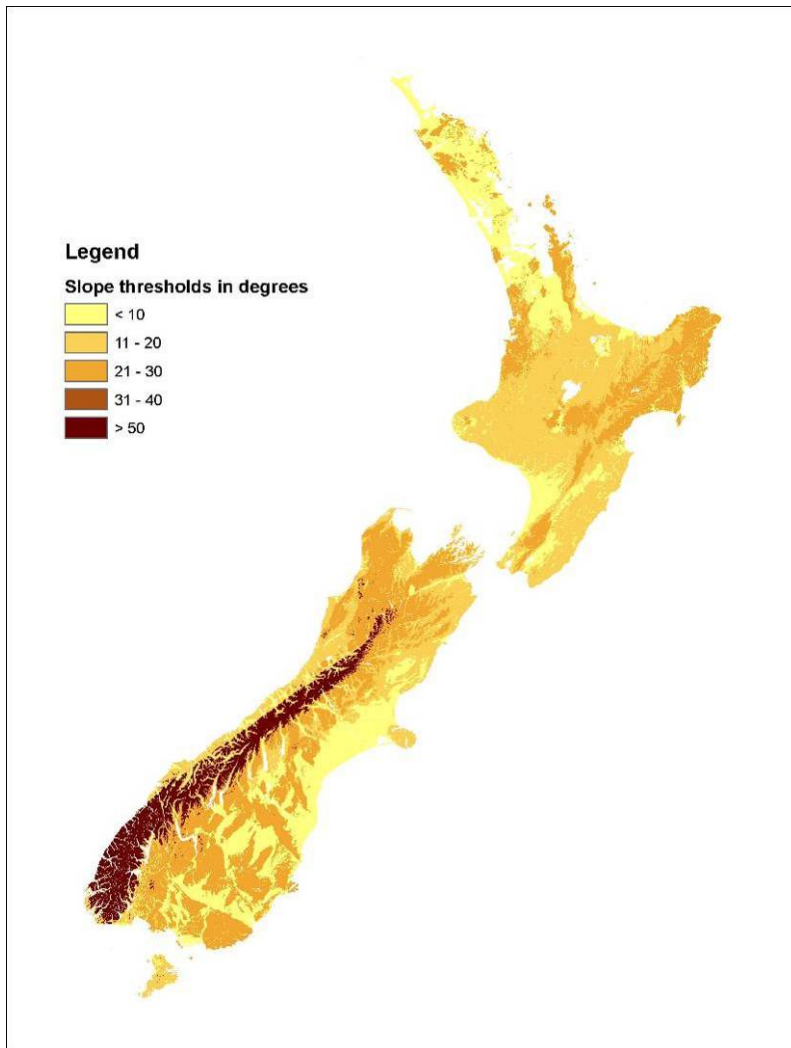 Legend
Slope thresholds in degrees
< 10
11 - 20
21 - 30
31 - 40
> 50